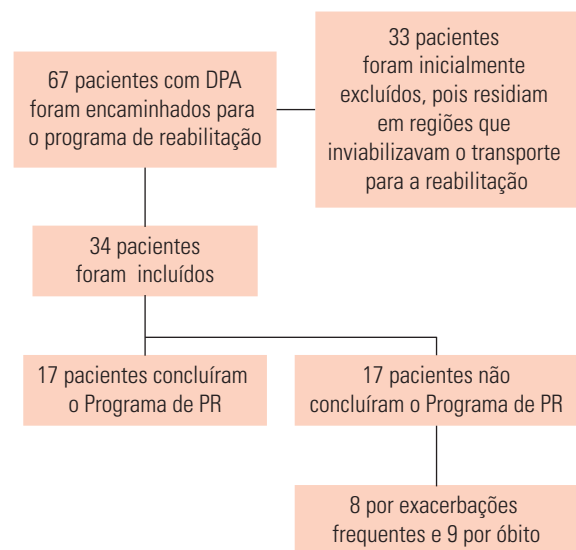 67 pacientes com DPA
foram encaminhados para
o programa de reabilitação
33 pacientes
foram inicialmente
excluídos, pois residiam
em regiões que
inviabilizavam o transporte
para a reabilitação
34 pacientes
foram incluídos
17 pacientes concluíram
o Programa de PR
17 pacientes não
concluíram o Programa de PR
8 por exacerbações
frequentes e 9 por óbito